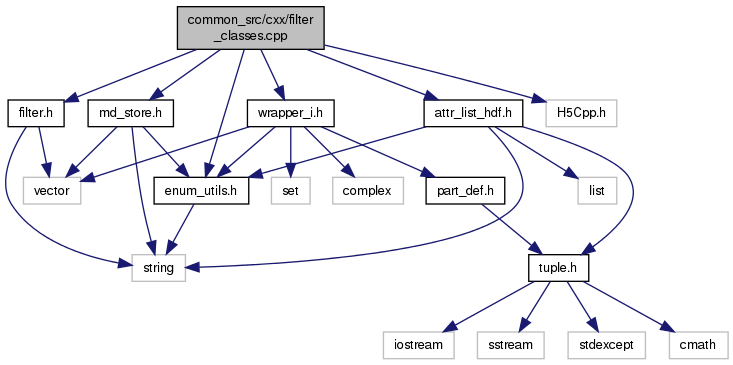 common_src/cxx/filter
_classes.cpp
filter.h
md_store.h
wrapper_i.h
attr_list_hdf.h
H5Cpp.h
vector
enum_utils.h
set
complex
part_def.h
list
string
tuple.h
iostream
sstream
stdexcept
cmath